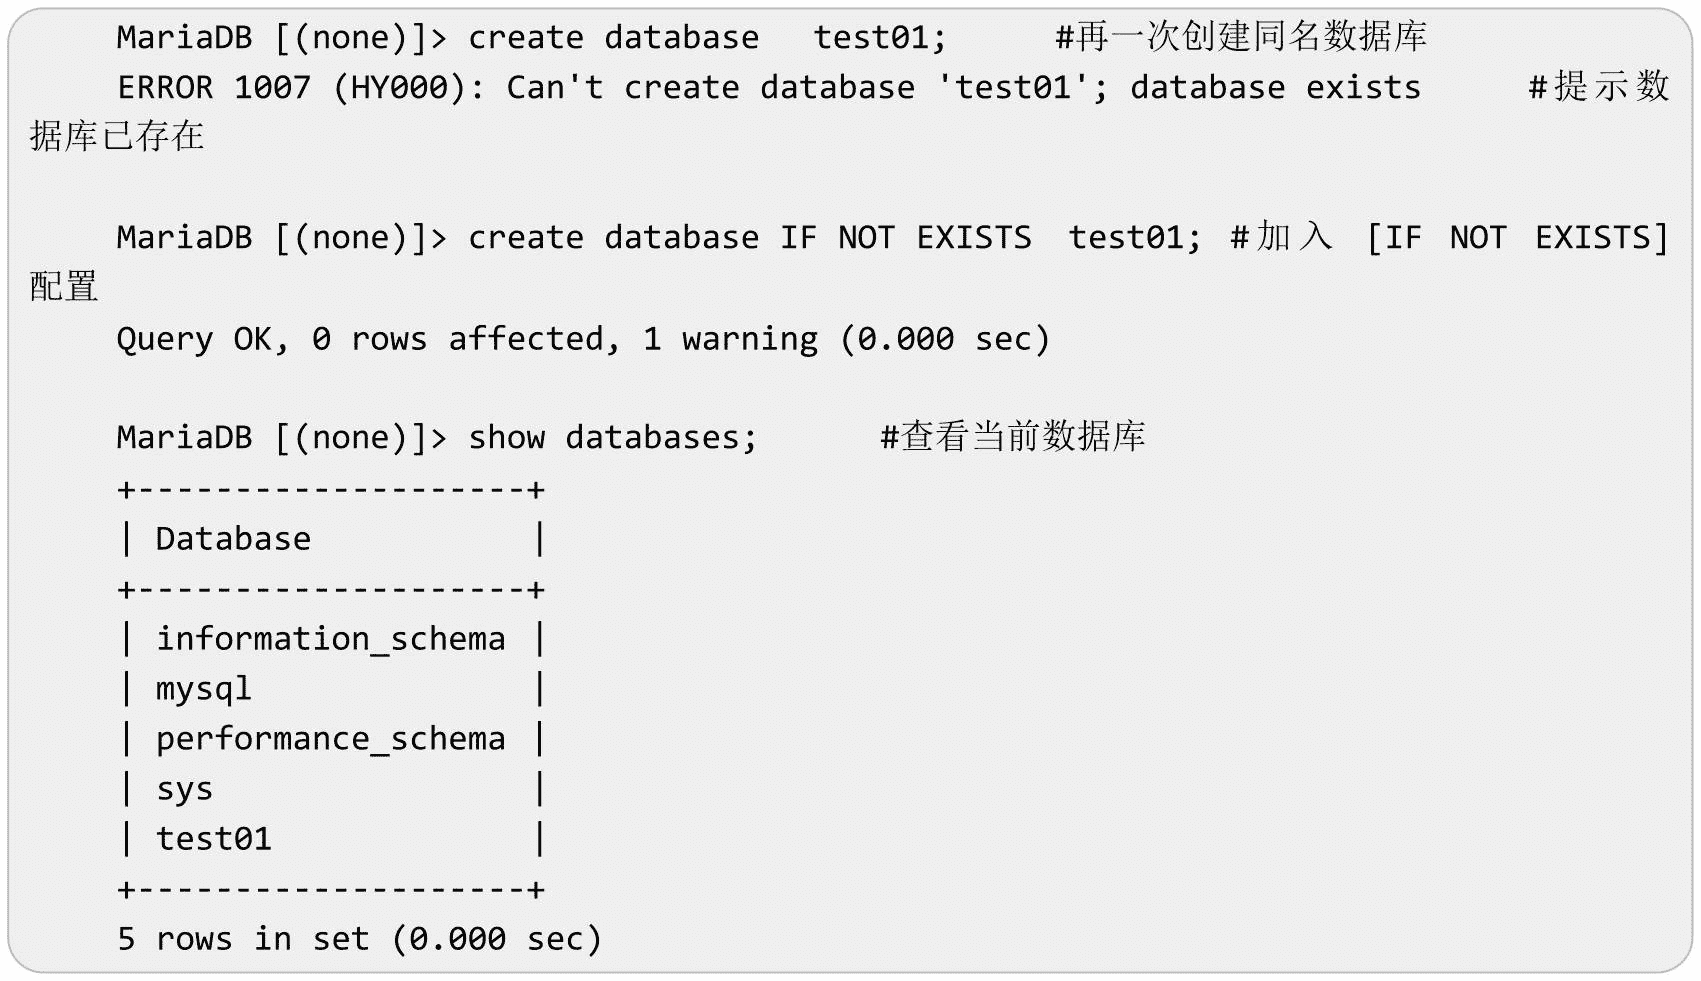 MariaDB [(none)]> create database   test01;      #再一次创建同名数据库
ERROR 1007 (HY000): Can't create database 'test01'; database exists      #提示数
据库已存在
MariaDB [(none)]> create database IF NOT EXISTS  test01; #加入 [IF NOT EXISTS]
配置
Query OK, 0 rows affected, 1 warning (0.000 sec)
MariaDB [(none)]> show databases;      #查看当前数据库
+--------------------+
| Database           |
+--------------------+
| information_schema |
| mysql              |
| performance_schema |
| sys                |
| test01             |
+--------------------+
5 rows in set (0.000 sec)